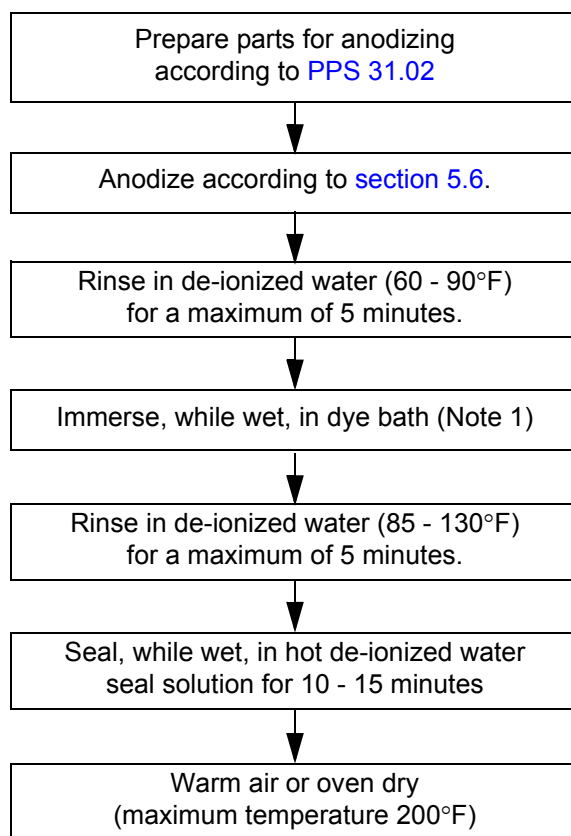 Prepare parts for anodizing
according to PPS 31.02
Anodize according to section 5.6.
Rinse in de-ionized water (60 - 90°F)
for a maximum of 5 minutes.
Immerse, while wet, in dye bath (Note 1)
Rinse in de-ionized water (85 - 130°F)
for a maximum of 5 minutes.
Seal, while wet, in hot de-ionized water
seal solution for 10 - 15 minutes
Warm air or oven dry
(maximum temperature 200°F)